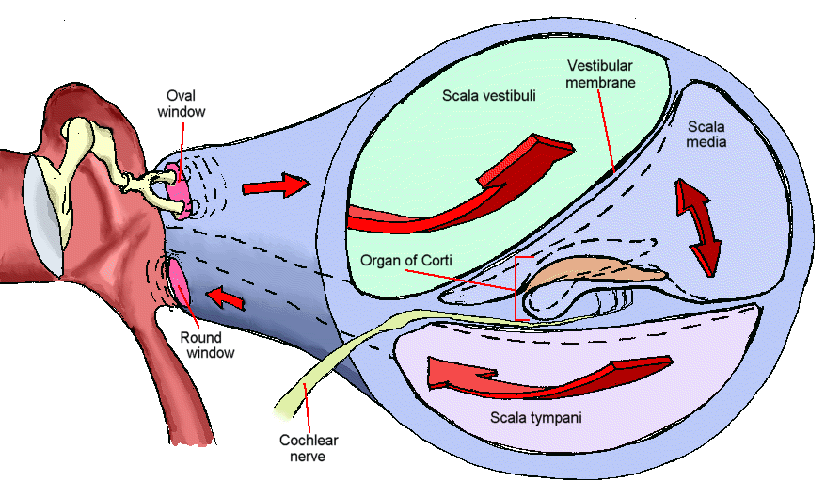 Oval
window
Scala vestibuli
Vestibular
membrane
Scala
media
Organ of Corti
Round
window
Scala tympani
Cochlear
nerve